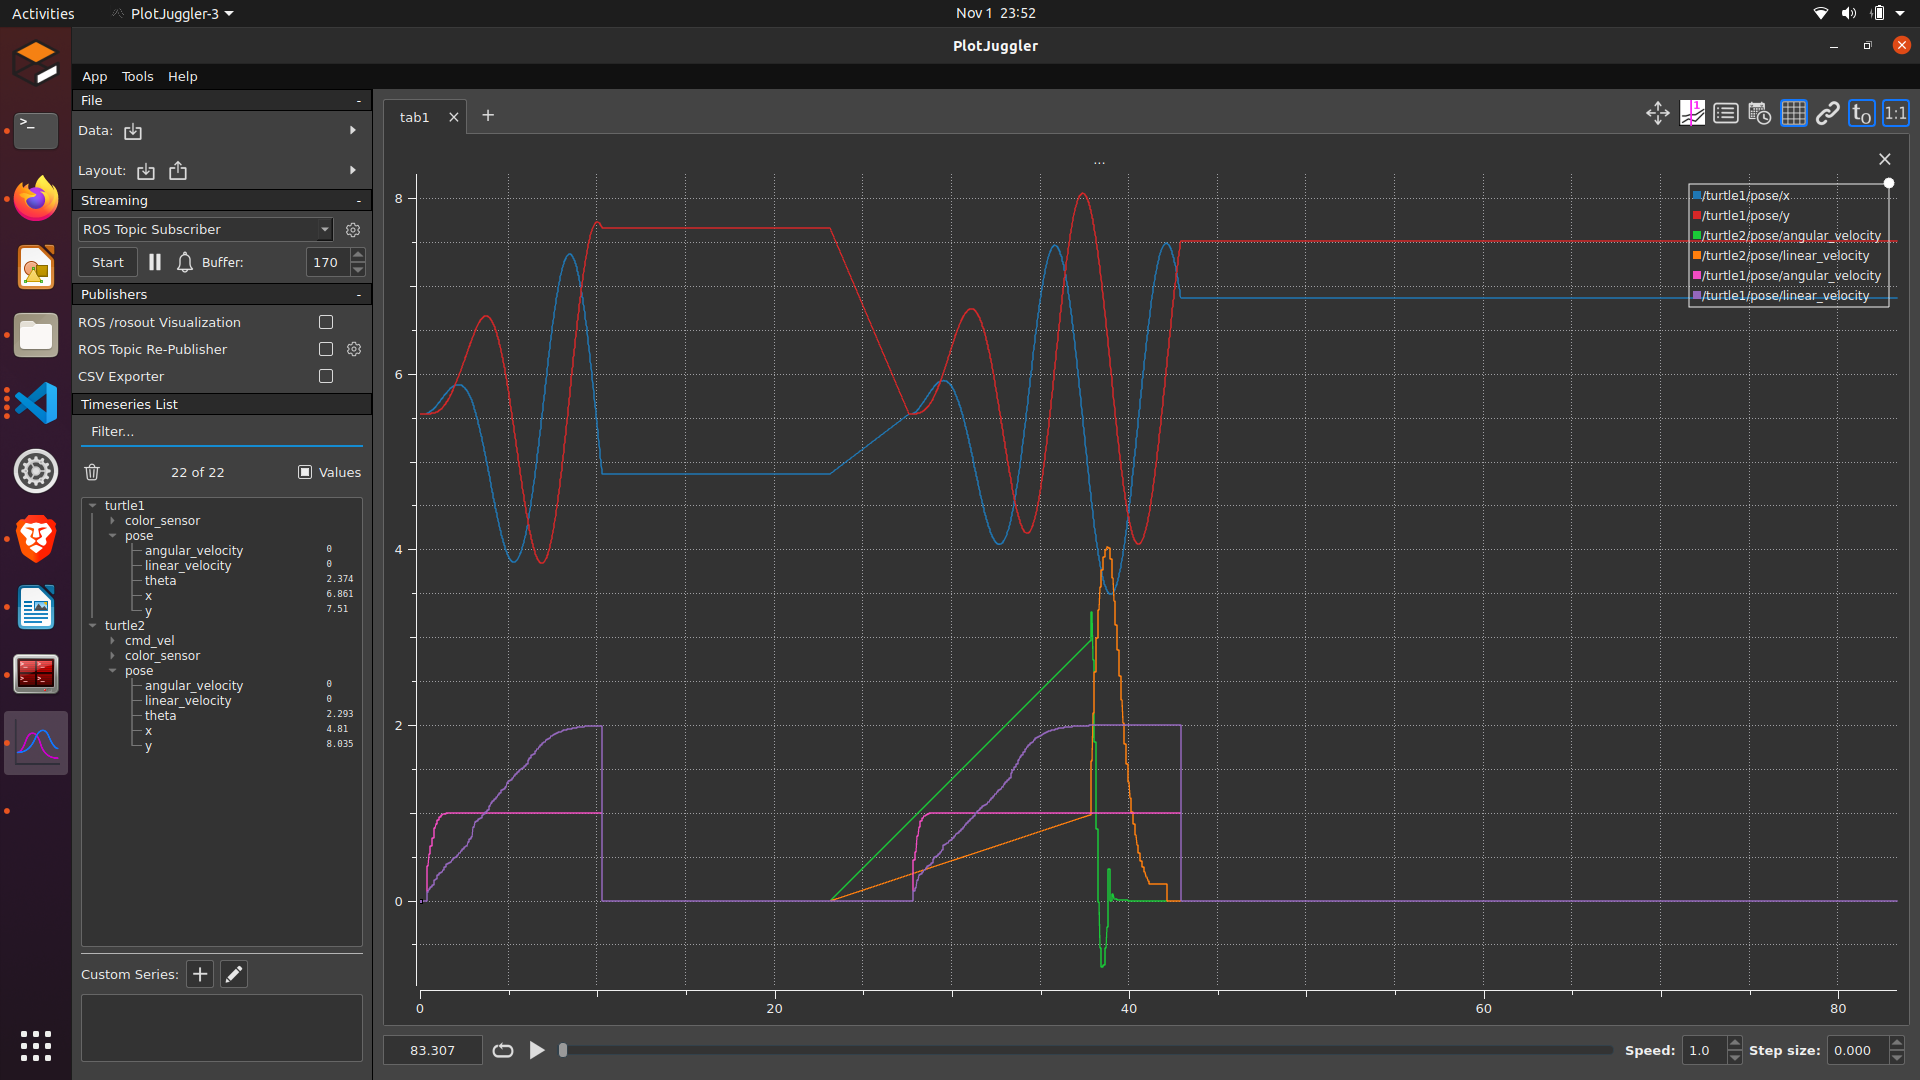 Activities
PlotJuggler-3
Nov 1 23:52
PlotJuggler
App Tools Help
File -
Data:
Layout:
Streaming -
ROS Topic Subscriber
Start Buffer: 170
Publishers -
ROS /rosout Visualization
ROS Topic Re-Publisher
CSV Exporter
Timeseries List
Filter...
22 of 22 Values
turtle1
color_sensor
pose
angular_velocity 0
linear_velocity 0
theta 2.374
x 6.861
y 7.51
turtle2
cmd_vel
color_sensor
pose
angular_velocity 0
linear_velocity 0
theta 2.293
x 4.81
y 8.035
Custom Series:
tab1
1
t0
1:1
...
/turtle1/pose/x
/turtle1/pose/y
/turtle2/pose/angular_velocity
/turtle2/pose/linear_velocity
/turtle1/pose/angular_velocity
/turtle1/pose/linear_velocity
8
6
4
2
0
0 20 40 60 80
83.307
Speed: 1.0 Step size: 0.000